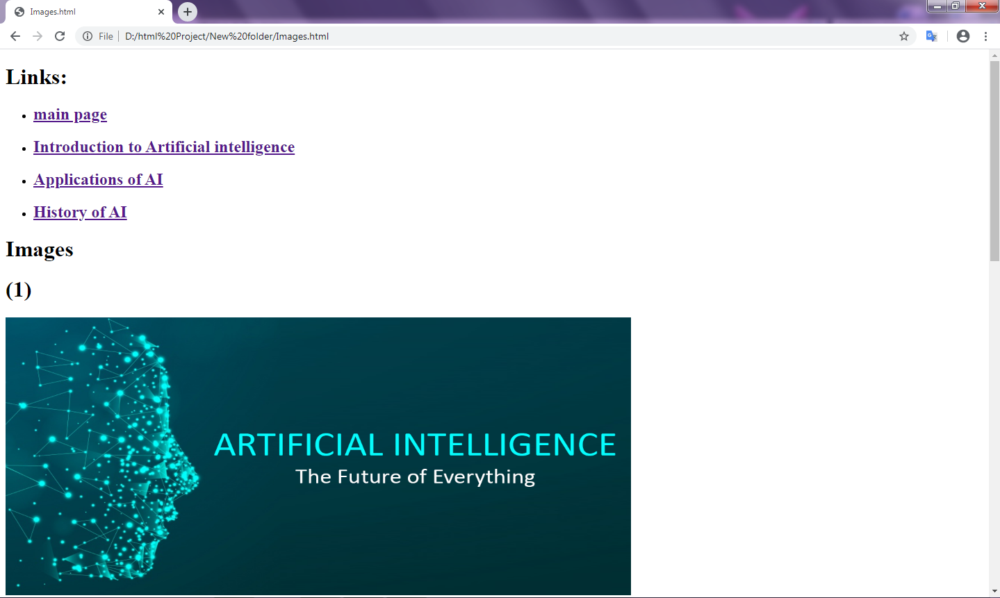 Images.html
File
D:/html%20Project/New%20folder/Images.html
Links:
main page
Introduction to Artificial intelligence
Applications of AI
History of AI
Images
(1)
ARTIFICIAL INTELLIGENCE
The Future of Everything